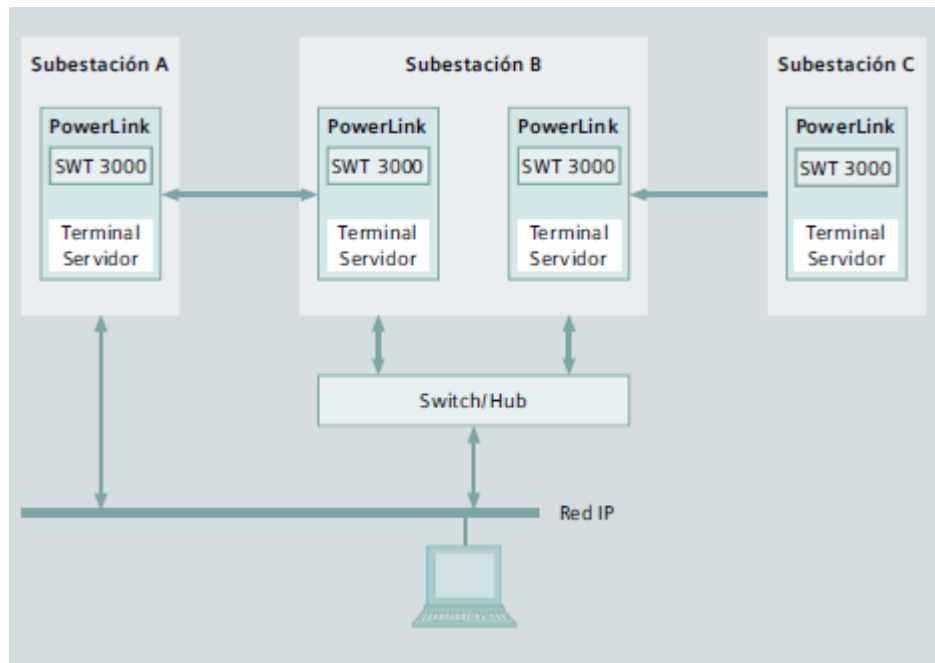 Subestación A
Subestación B
Subestación C
PowerLink
SWT 3000
Terminal
Servidor
PowerLink
SWT 3000
Terminal
Servidor
PowerLink
SWT 3000
Terminal
Servidor
PowerLink
SWT 3000
Terminal
Servidor
Switch/Hub
Red IP